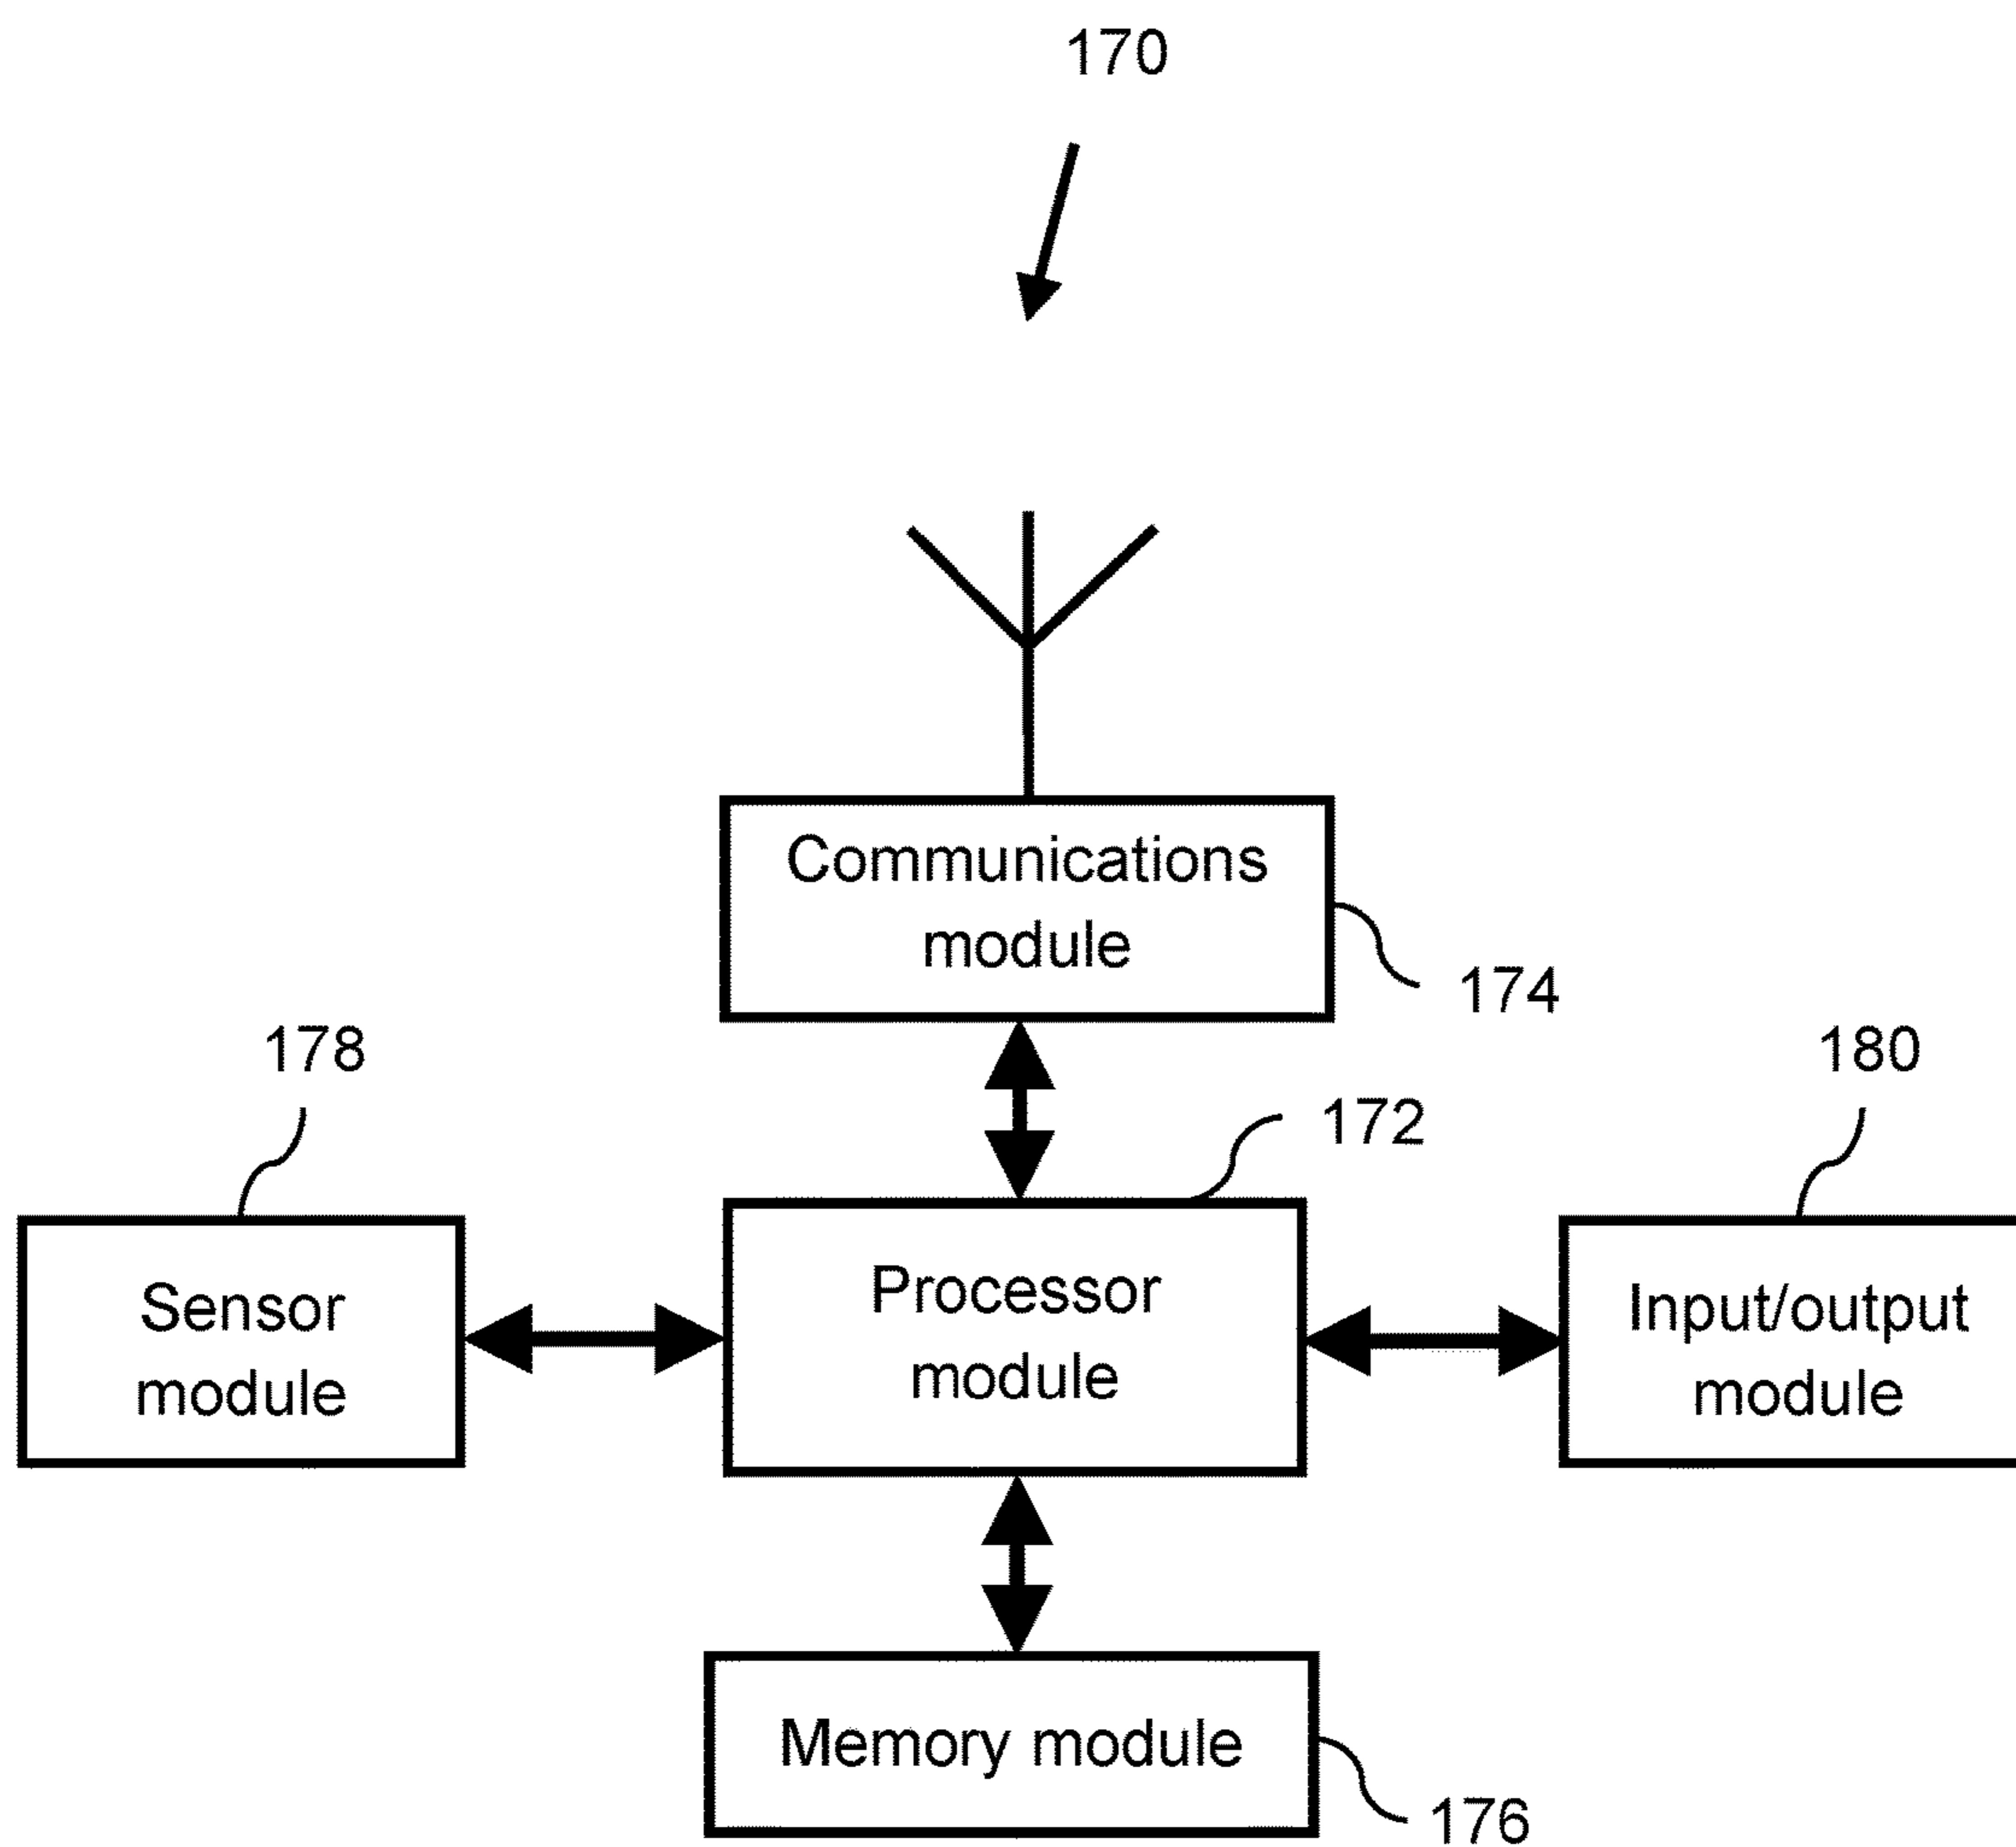 170
Communications
module
174
178
180
172
Sensor
module
Processor
module
Input/output
module
Memory module
176